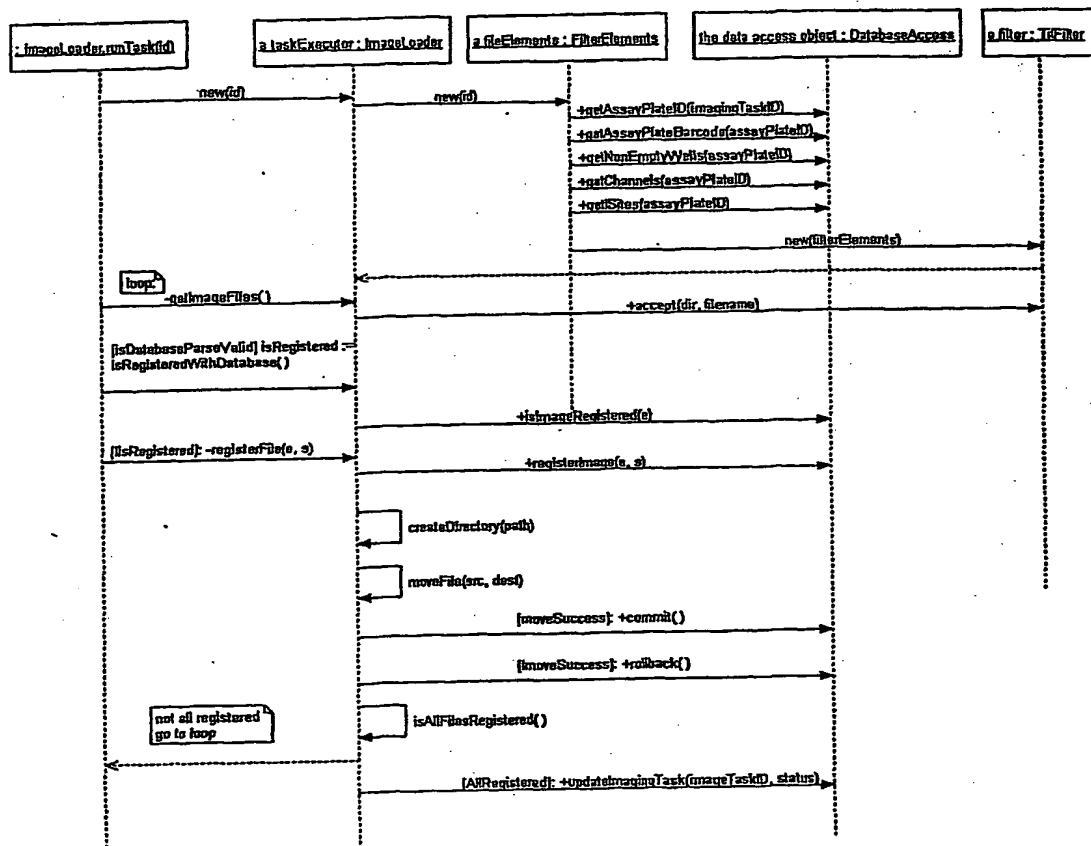 : imageLoader.runTask(id)
a taskExecutor : ImageLoader
a fileElements : FilterElements
the data access object : DatabaseAccess
a filter : TifFilter
new(id)
new(id)
+getAssayPlateID(imagingTaskID)
+getAssayPlateBarcode(assayPlateID)
+getNonEmptyWells(assayPlateID)
+getChannels(assayPlateID)
+getISites(assayPlateID)
new(filterElements)
loop:
-getImageFiles()
+accept(dir, filename)
[isDatabaseParseValid] isRegistered :=
isRegisteredWithDatabase()
+isImageRegistered(e)
[!isRegistered]: -registerFile(e, s)
+registerImage(e, s)
createDirectory(path)
moveFile(src, dest)
[moveSuccess]: +commit()
[!moveSuccess]: +rollback()
not all registered
go to loop
isAllFilesRegistered()
[AllRegistered]: +updateImagingTask(imageTaskID, status)